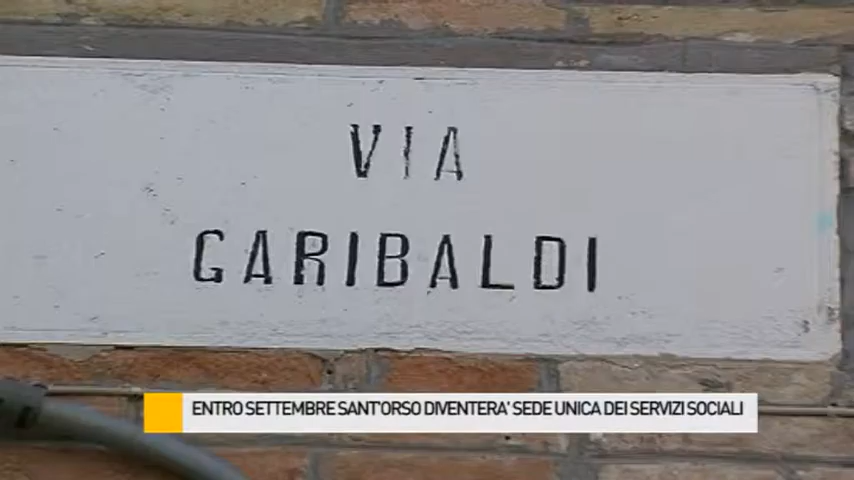 VIA
GARIBALDI
ENTRO SETTEMBRE SANT'ORSO DIVENTERA' SEDE UNICA DEI SERVIZI SOCIALI